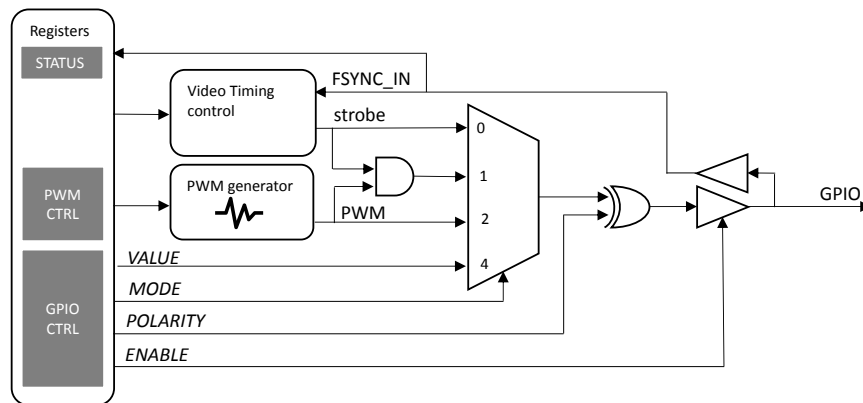 Registers
STATUS
FSYNC_IN
Video Timing
control
strobe
0
PWM generator
1
PWM
CTRL
PWM
2
GPIO
VALUE
4
MODE
GPIO
CTRL
POLARITY
ENABLE